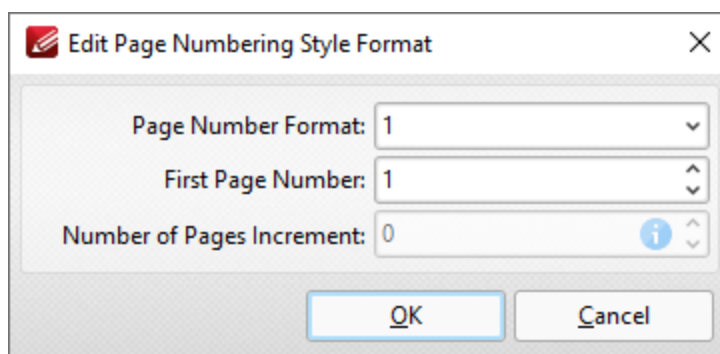 Edit Page Numbering Style Format
Page Number Format: 1
First Page Number: 1
Number of Pages Increment: 0 i
OK Cancel